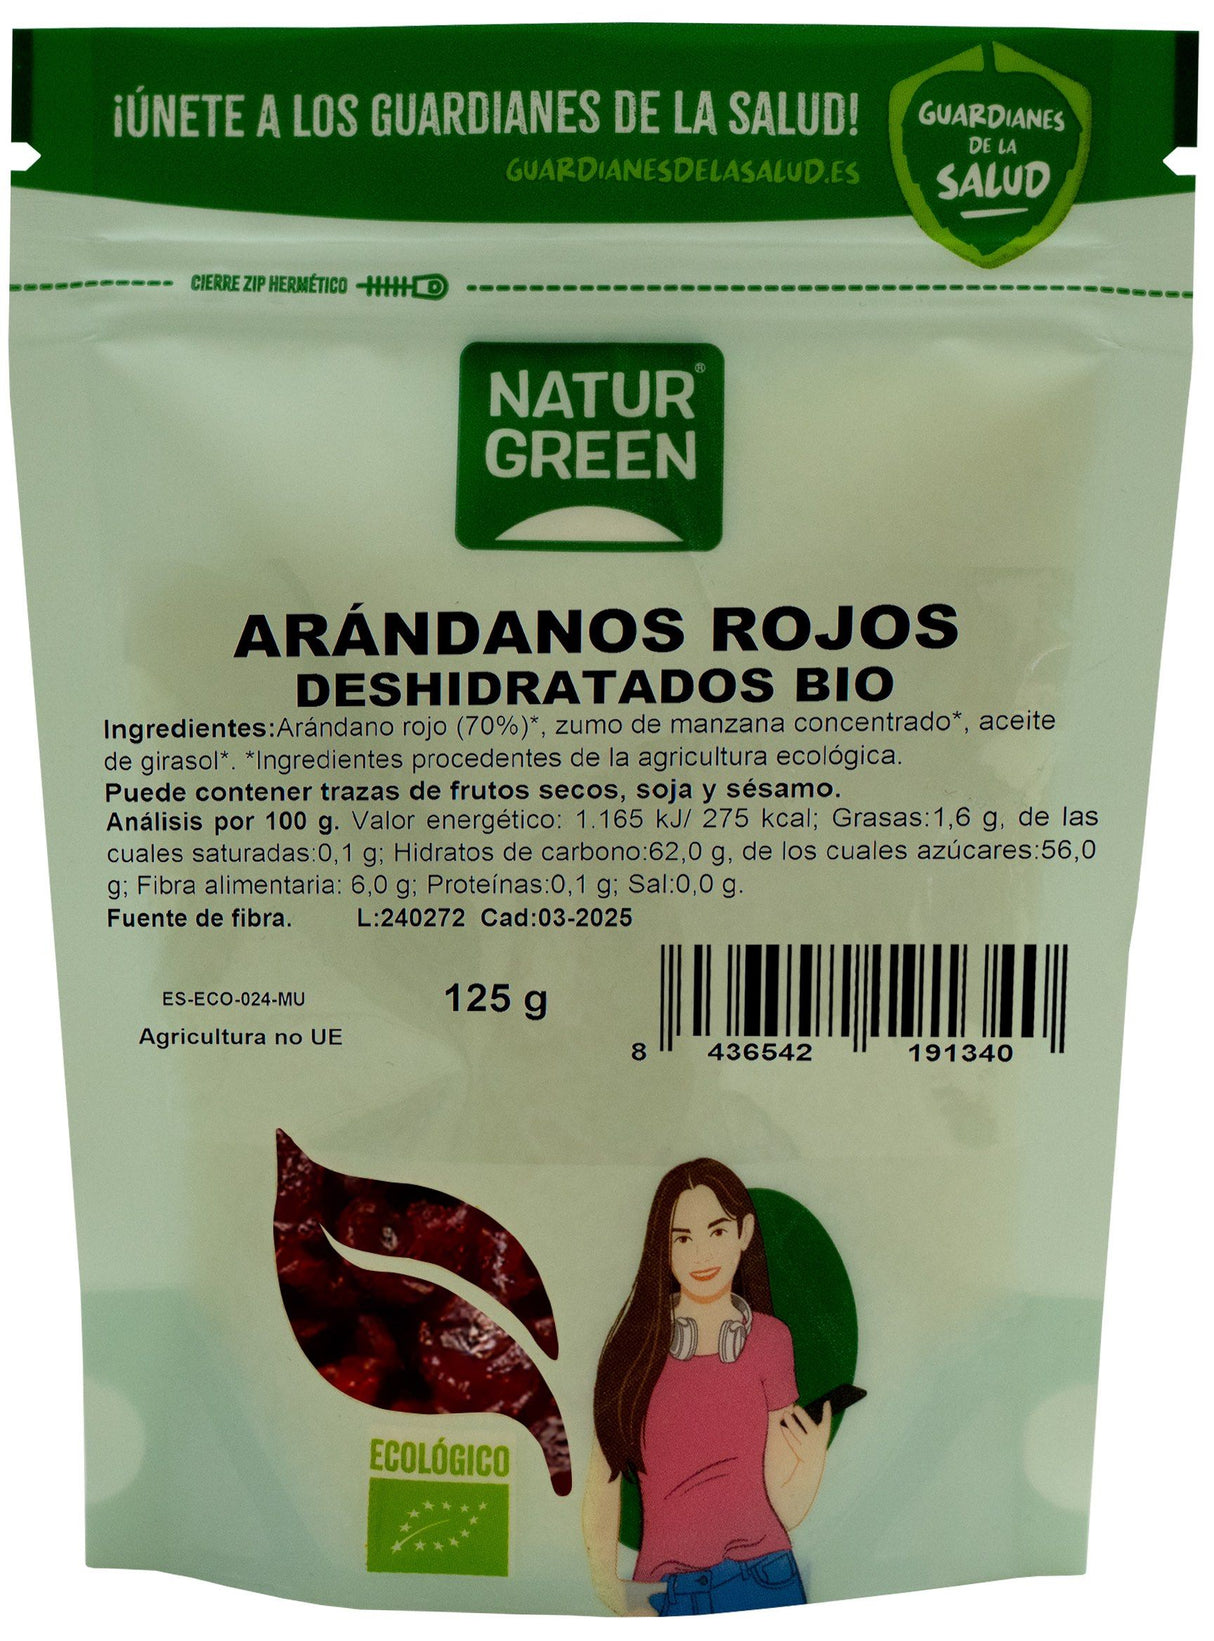 ¡ÚNETE A LOS GUARDIANES DE LA SALUD!
GUARDIANESDELASALUD.ES
GUARDIANES
DE LA
SALUD
CIERRE ZIP HERMÉTICO
NATUR®
GREEN
ARÁNDANOS ROJOS
DESHIDRATADOS BIO
Ingredientes:Arándano rojo (70%)*, zumo de manzana concentrado*, aceite
de girasol*. *Ingredientes procedentes de la agricultura ecológica.
Puede contener trazas de frutos secos, soja y sésamo.
Análisis por 100 g. Valor energético: 1.165 kJ/ 275 kcal; Grasas:1,6 g, de las
cuales saturadas:0,1 g; Hidratos de carbono:62,0 g, de los cuales azúcares:56,0
g; Fibra alimentaria: 6,0 g; Proteínas:0,1 g; Sal:0,0 g.
Fuente de fibra. L:240272 Cad:03-2025
ES-ECO-024-MU
Agricultura no UE
125 g
8 436542 191340
ECOLÓGICO